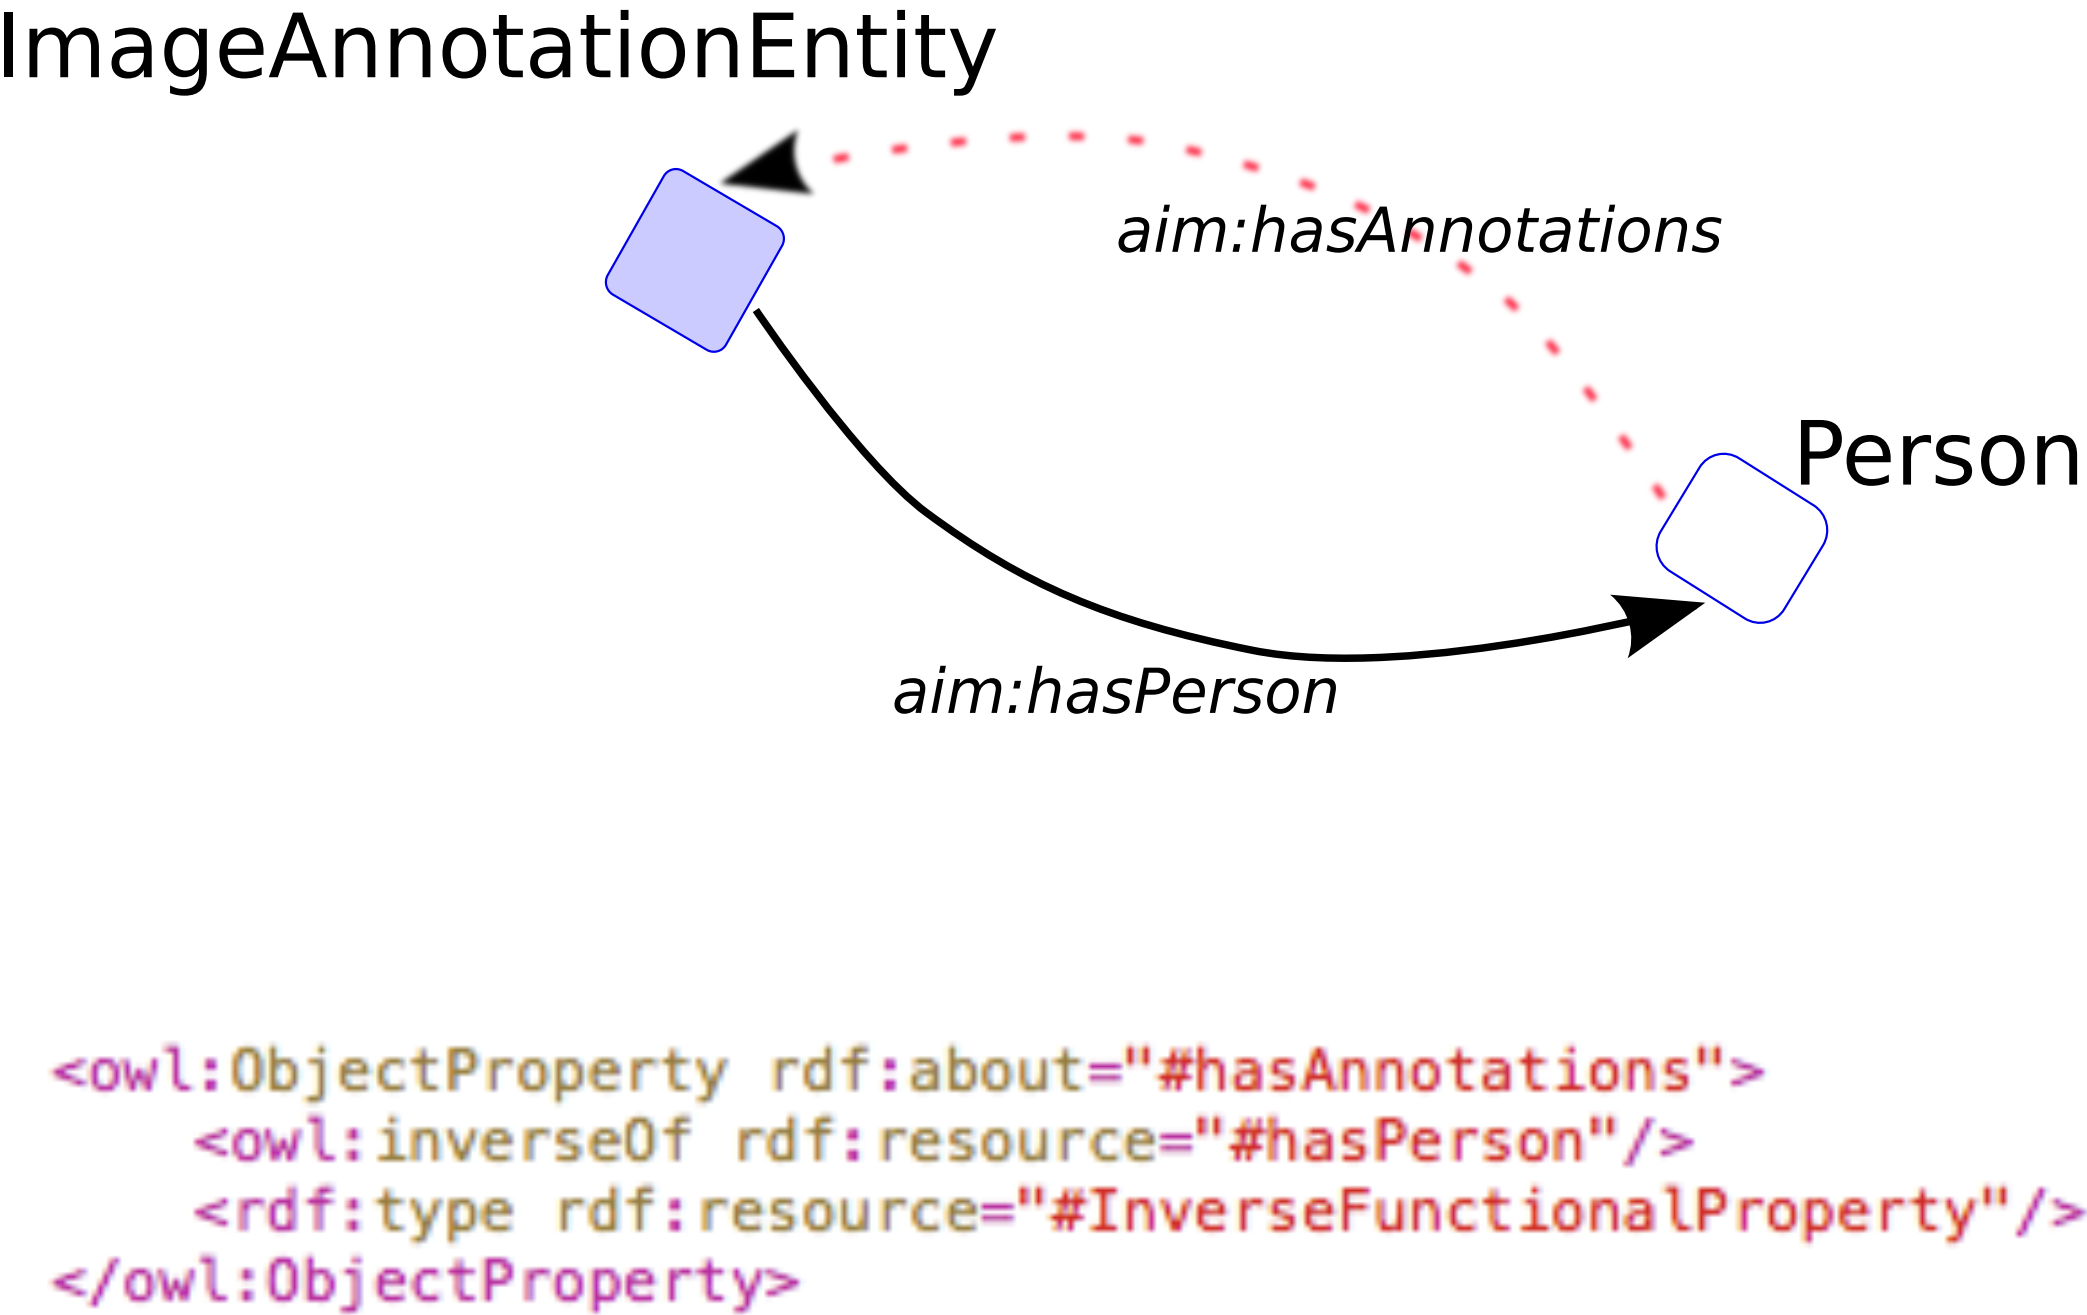 ImageAnnotationEntity
aim:hasAnnotations
Person
aim:hasPerson
<owl:ObjectProperty rdf:about="#hasAnnotations">
<owl:inverseOf rdf:resource="#hasPerson"/>
<rdf:type rdf:resource="#InverseFunctionalProperty"/>
</owl:ObjectProperty>